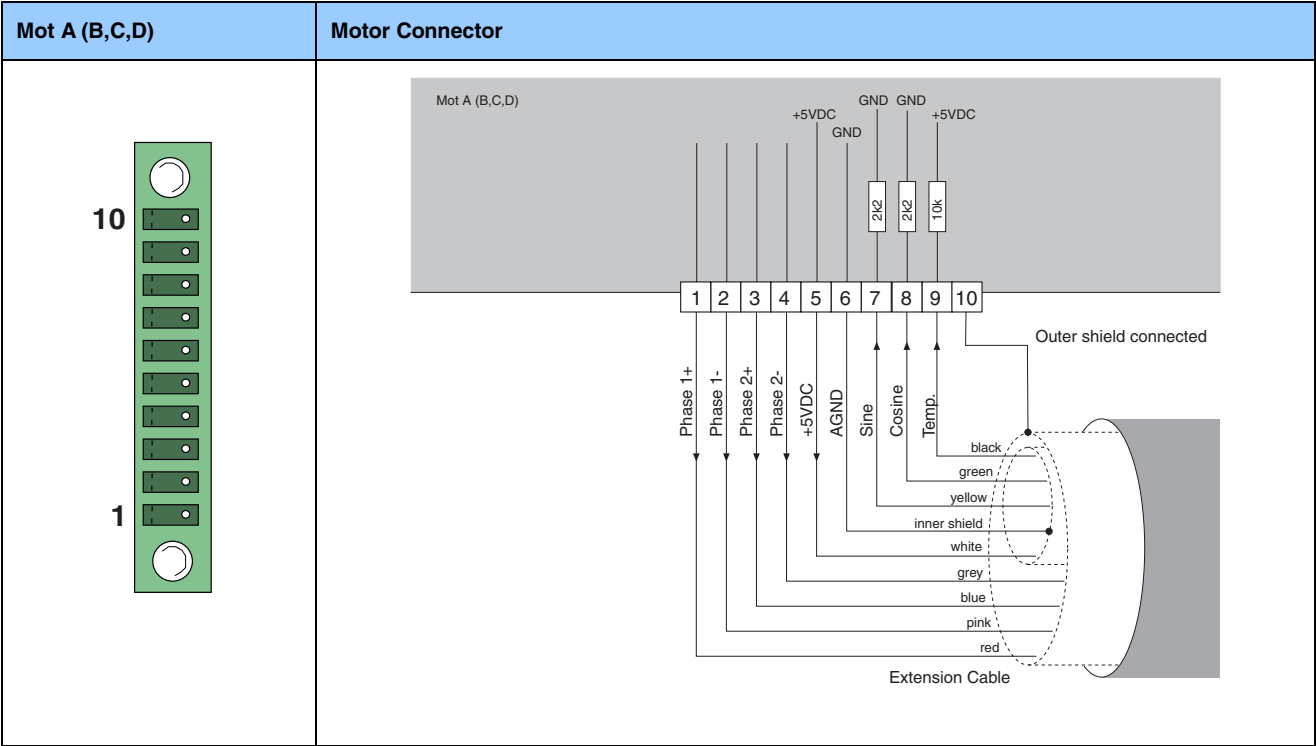 Mot A (B,C,D)
Motor Connector
10
1
Mot A (B,C,D)
+5VDC
GND
GND
GND
+5VDC
2k2
2k2
10k
1 2 3 4 5 6 7 8 9 10
Outer shield connected
Phase 1+
Phase 1-
Phase 2+
Phase 2-
+5VDC
AGND
Sine
Cosine
Temp.
black
green
yellow
inner shield
white
grey
blue
pink
red
Extension Cable